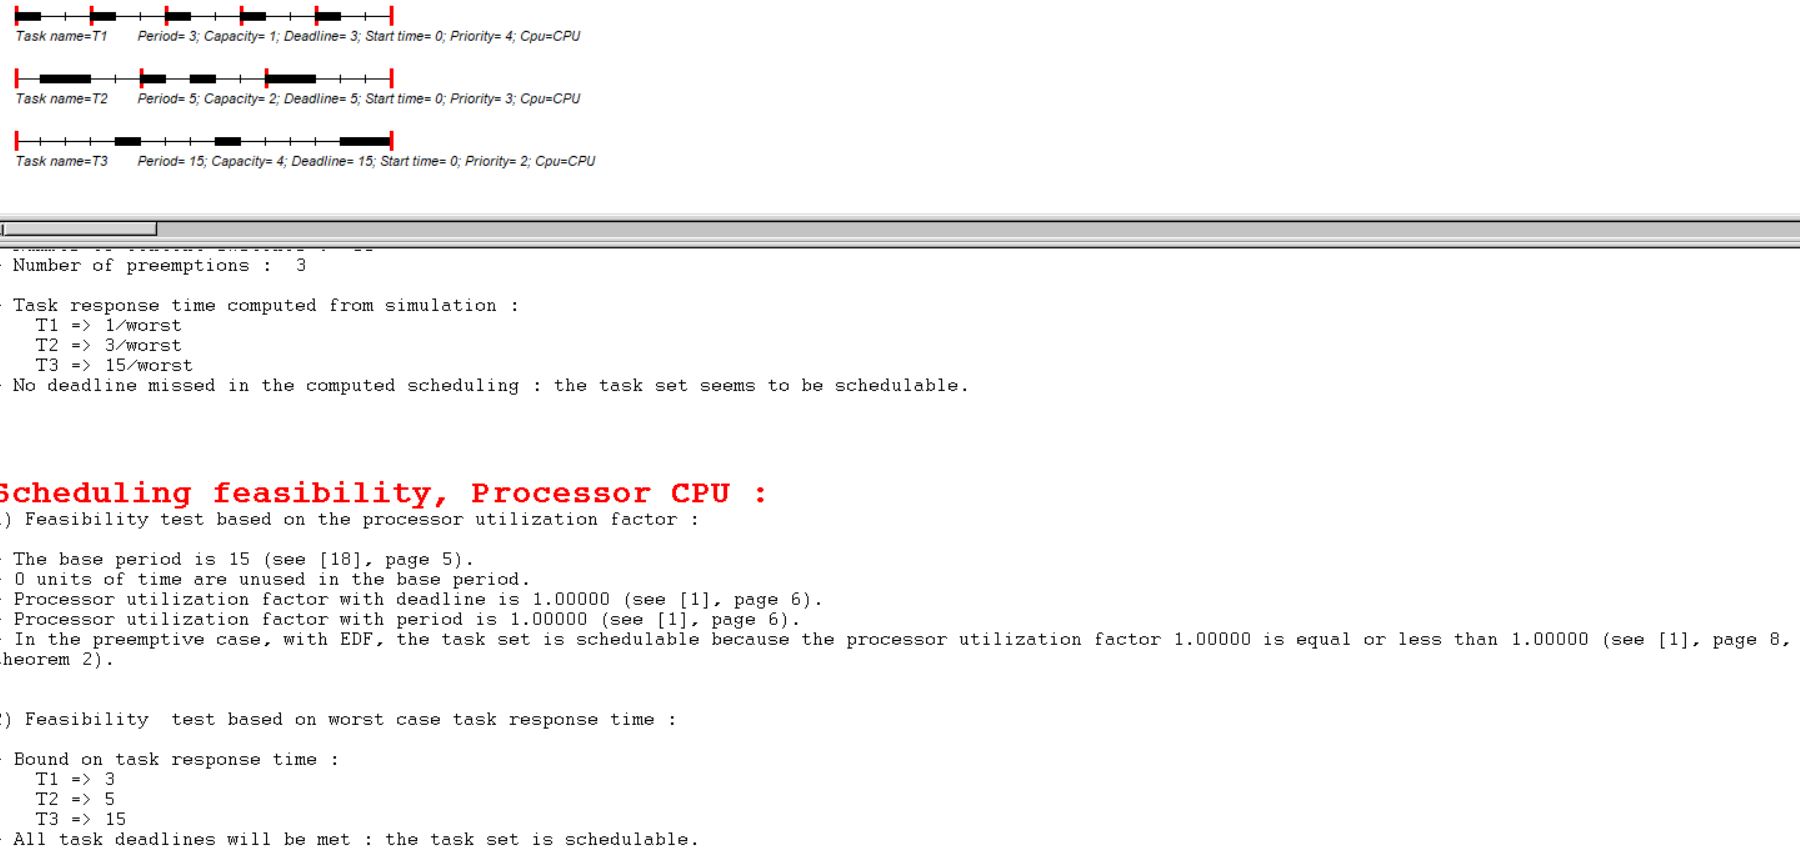 Task name=T1 Period= 3; Capacity= 1; Deadline= 3; Start time= 0; Priority= 4; Cpu=CPU
Task name=T2 Period= 5; Capacity= 2; Deadline= 5; Start time= 0; Priority= 3; Cpu=CPU
Task name=T3 Period= 15; Capacity= 4; Deadline= 15; Start time= 0; Priority= 2; Cpu=CPU
- Number of preemptions : 3
- Task response time computed from simulation :
T1 => 1/worst
T2 => 3/worst
T3 => 15/worst
- No deadline missed in the computed scheduling : the task set seems to be schedulable.
Scheduling feasibility, Processor CPU :
) Feasibility test based on the processor utilization factor :
- The base period is 15 (see [18], page 5).
- 0 units of time are unused in the base period.
- Processor utilization factor with deadline is 1.00000 (see [1], page 6).
- Processor utilization factor with period is 1.00000 (see [1], page 6).
- In the preemptive case, with EDF, the task set is schedulable because the processor utilization factor 1.00000 is equal or less than 1.00000 (see [1], page 8,
heorem 2).
2) Feasibility test based on worst case task response time :
- Bound on task response time :
T1 => 3
T2 => 5
T3 => 15
- All task deadlines will be met : the task set is schedulable.